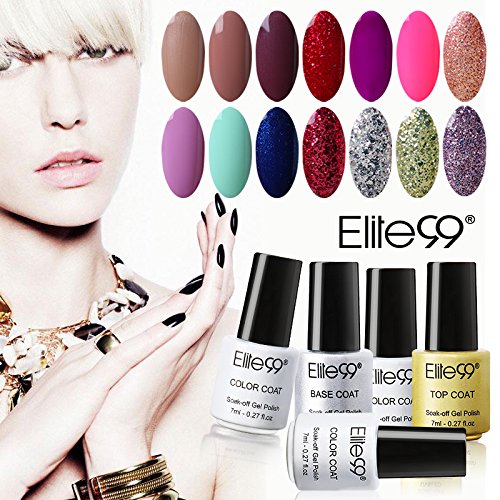 Elite99®
Elite99®
COLOR COAT
Soak-off Gel Polish
7ml - 0.27 fl.oz
Elite99®
BASE COAT
Elite99®
COLOR COAT
Elite99®
TOP COAT
Soak-off Gel Polish
7ml - 0.27 fl.oz
Elite99®
COLOR COAT
Soak-off Gel Polish
7ml - 0.27 fl.oz